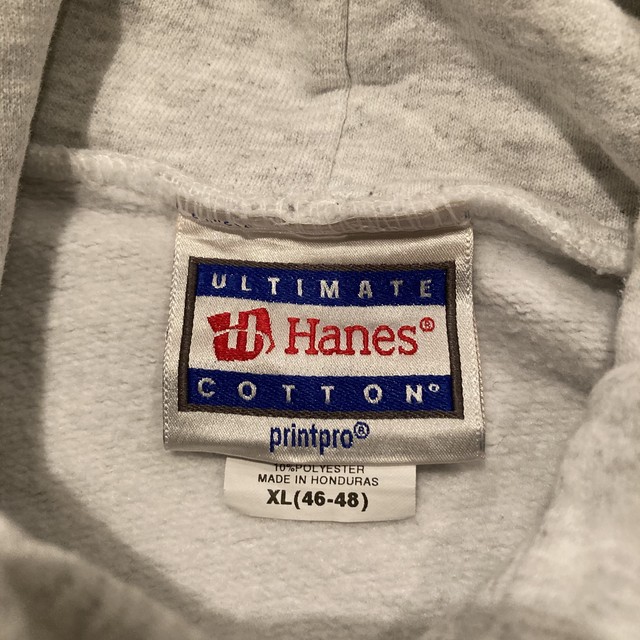 ULTIMATE
Hanes®
COTTON®
printpro®
10%POLYESTER
MADE IN HONDURAS
XL(46-48)